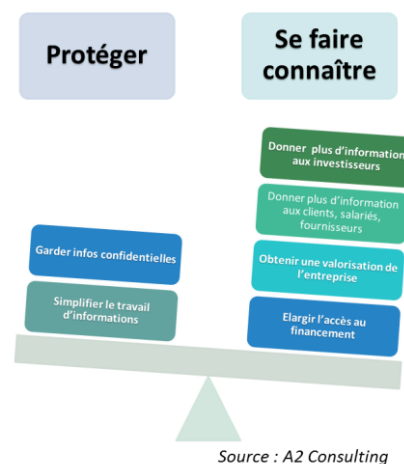 Protéger
Se faire
connaître
Donner plus d'information
aux investisseurs
Donner plus d'information
aux clients, salariés,
fournisseurs
Garder infos confidentielles
Obtenir une valorisation de
l'entreprise
Simplifier le travail
d'informations
Elargir l'accès au
financement
Source : A2 Consulting